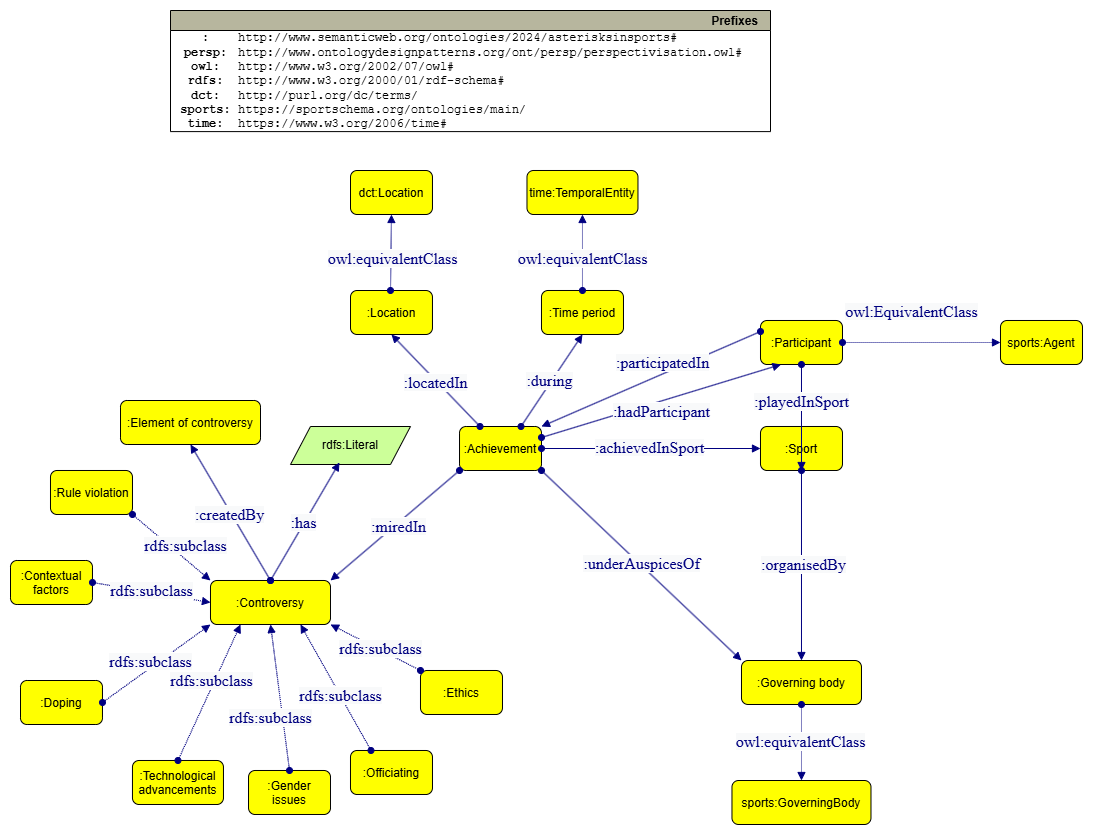 Prefixes
: http://www.semanticweb.org/ontologies/2024/asterisksinsports#
persp: http://www.ontologydesignpatterns.org/ont/persp/perspectivisation.owl#
owl: http://www.w3.org/2002/07/owl#
rdfs: http://www.w3.org/2000/01/rdf-schema#
dct: http://purl.org/dc/terms/
sports: https://sportschema.org/ontologies/main/
time: https://www.w3.org/2006/time#
dct:Location
time:TemporalEntity
owl:equivalentClass
owl:equivalentClass
:Location
:Time period
owl:EquivalentClass
:Participant
sports:Agent
:participatedIn
:locatedIn
:during
:hadParticipant
:playedInSport
:Element of controversy
rdfs:Literal
:Achievement
:achievedInSport
:Sport
:Rule violation
:createdBy
:has
:miredIn
rdfs:subclass
:underAuspicesOf
:organisedBy
:Contextual
factors
rdfs:subclass
:Controversy
rdfs:subclass
rdfs:subclass
rdfs:subclass
rdfs:subclass
rdfs:subclass
:Doping
:Ethics
:Governing body
owl:equivalentClass
:Technological
advancements
:Gender
issues
:Officiating
sports:GoverningBody